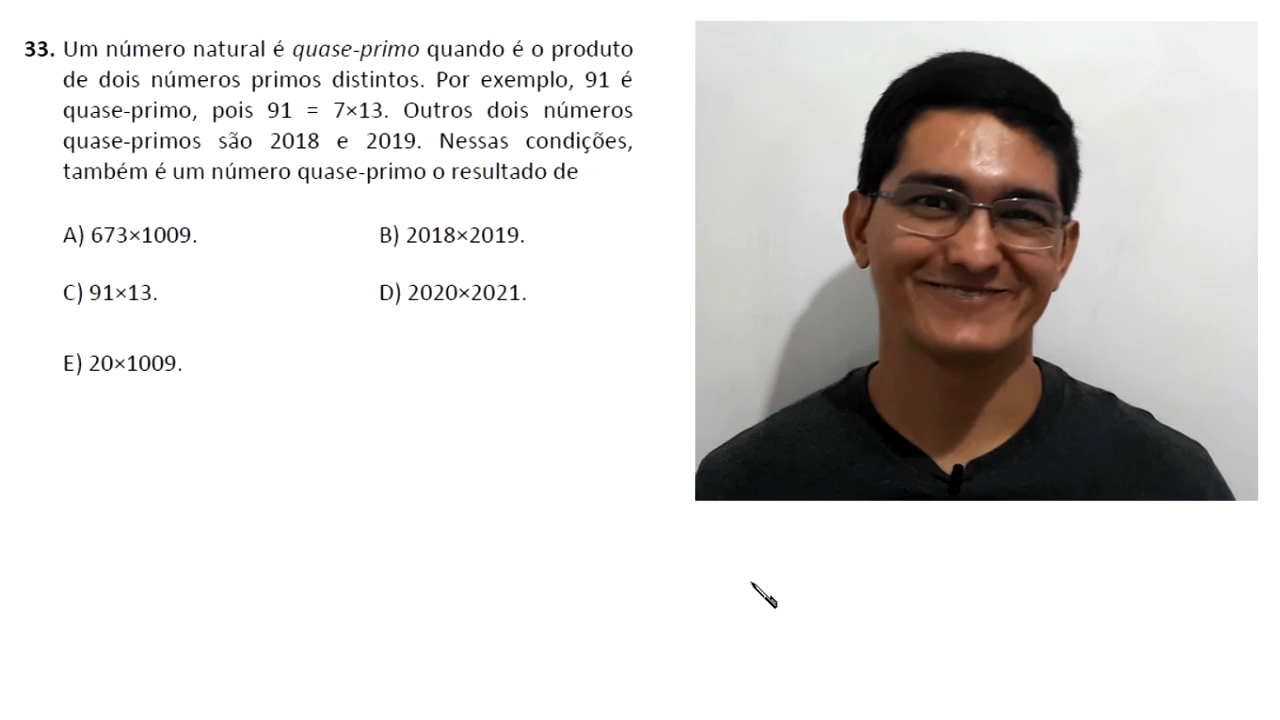 33. Um número natural é quase-primo quando é o produto
de dois números primos distintos. Por exemplo, 91 é
quase-primo, pois 91 = 7×13. Outros dois números
quase-primos são 2018 e 2019. Nessas condições,
também é um número quase-primo o resultado de
A) 673×1009.
B) 2018×2019.
C) 91×13.
D) 2020×2021.
E) 20×1009.